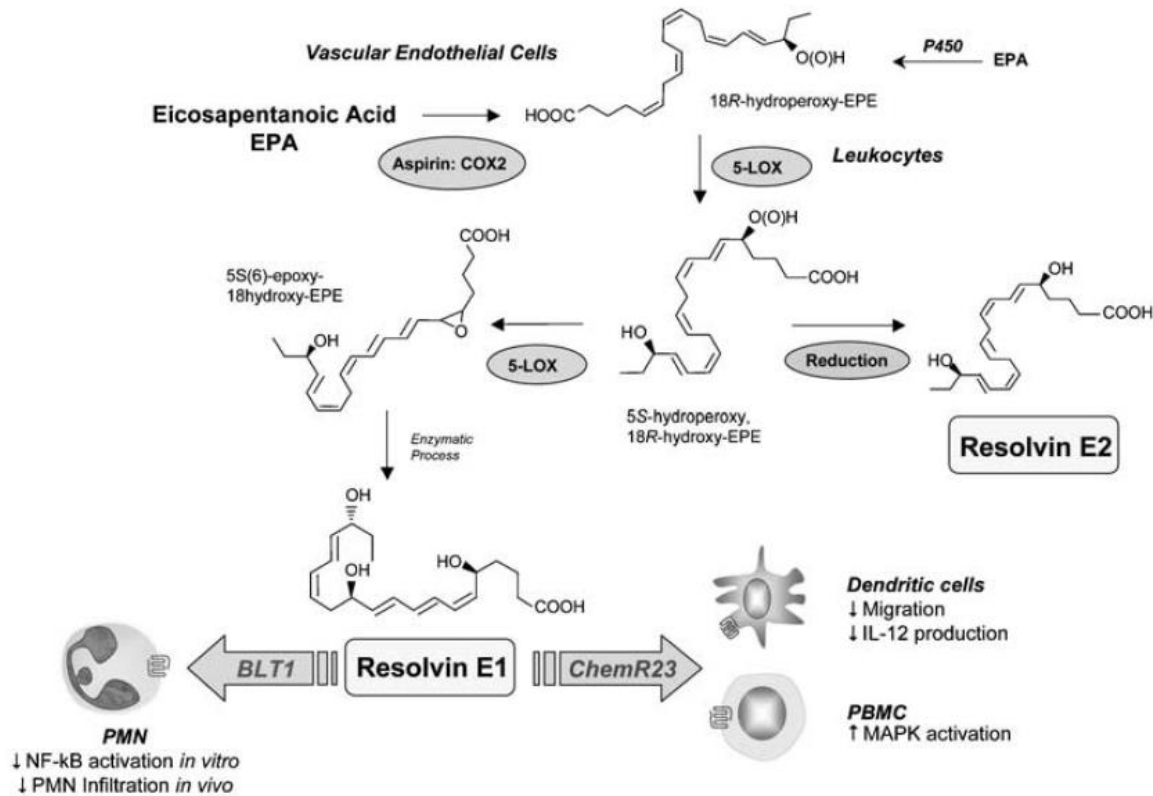 Vascular Endothelial Cells
O(O)H
P450
EPA
HOOC
18R-hydroperoxy-EPE
Eicosapentanoic Acid
EPA
Aspirin: COX2
5-LOX
Leukocytes
COOH
O(O)H
5S(6)-epoxy-
18hydroxy-EPE
COOH
OH
COOH
O
OH
HO
HO
5-LOX
Reduction
5S-hydroperoxy,
18R-hydroxy-EPE
Resolvin E2
Enzymatic
Process
OH
OH
HO
COOH
Dendritic cells
↓ Migration
↓ IL-12 production
BLT1
Resolvin E1
ChemR23
PMN
↓ NF-kB activation in vitro
↓ PMN Infiltration in vivo
PBMC
↑ MAPK activation